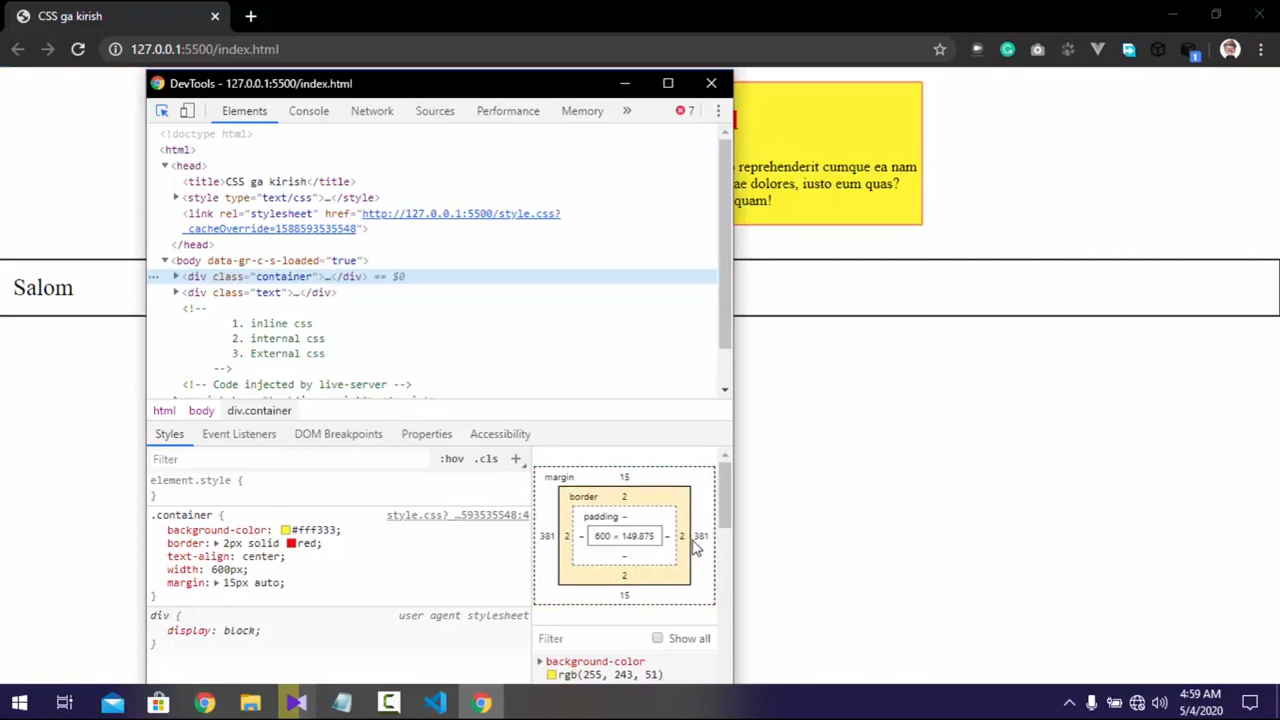 CSS ga kirish
127.0.0.1:5500/index.html
1
DevTools - 127.0.0.1:5500/index.html
Elements Console Network Sources Performance Memory » 7
<!doctype html>
<html>
<head>
<title>CSS ga kirish</title>
<style type="text/css">…</style>
<link rel="stylesheet" href="http://127.0.0.1:5500/style.css?
_cacheOverride=1588593535548">
</head>
<body data-gr-c-s-loaded="true">
… <div class="container">…</div> == $0
<div class="text">…</div>
<!--
1. inline css
2. internal css
3. External css
-->
<!-- Code injected by live-server -->
reprehenderit cumque ea nam
ae dolores, iusto eum quas?
quam!
Salom
html body div.container
Styles Event Listeners DOM Breakpoints Properties Accessibility
Filter :hov .cls +
element.style {
}
.container { style.css?_…593535548:4
background-color: #fff333;
border: 2px solid red;
text-align: center;
width: 600px;
margin: 15px auto;
}
div { user agent stylesheet
display: block;
}
margin 15
border 2
padding –
381 2 – 600 × 149.875 – 2 381
–
2
15
Filter Show all
background-color
rgb(255, 243, 51)
4:59 AM
5/4/2020